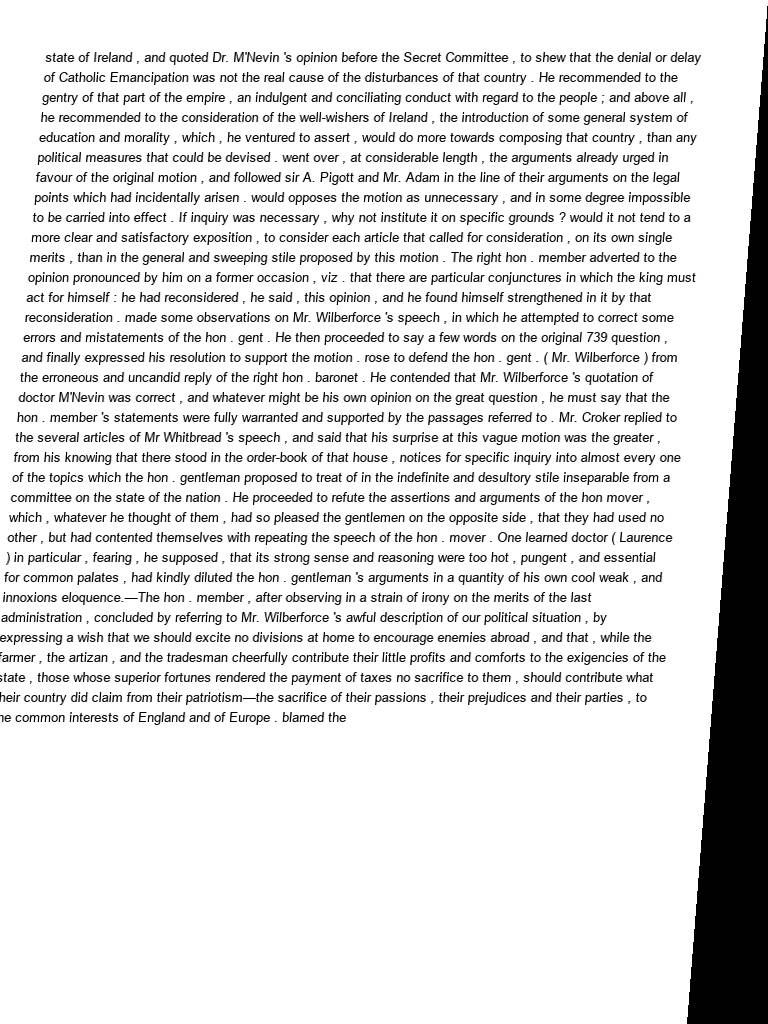 state of Ireland , and quoted Dr. M'Nevin 's opinion before the Secret Committee , to shew that the denial or delay
of Catholic Emancipation was not the real cause of the disturbances of that country . He recommended to the
gentry of that part of the empire , an indulgent and conciliating conduct with regard to the people ; and above all ,
he recommended to the consideration of the well-wishers of Ireland , the introduction of some general system of
education and morality , which , he ventured to assert , would do more towards composing that country , than any
political measures that could be devised . went over , at considerable length , the arguments already urged in
favour of the original motion , and followed sir A. Pigott and Mr. Adam in the line of their arguments on the legal
points which had incidentally arisen . would opposes the motion as unnecessary , and in some degree impossible
to be carried into effect . If inquiry was necessary , why not institute it on specific grounds ? would it not tend to a
more clear and satisfactory exposition , to consider each article that called for consideration , on its own single
merits , than in the general and sweeping stile proposed by this motion . The right hon . member adverted to the
opinion pronounced by him on a former occasion , viz . that there are particular conjunctures in which the king must
act for himself : he had reconsidered , he said , this opinion , and he found himself strengthened in it by that
reconsideration . made some observations on Mr. Wilberforce 's speech , in which he attempted to correct some
errors and mistatements of the hon . gent . He then proceeded to say a few words on the original 739 question ,
and finally expressed his resolution to support the motion . rose to defend the hon . gent . ( Mr. Wilberforce ) from
the erroneous and uncandid reply of the right hon . baronet . He contended that Mr. Wilberforce 's quotation of
doctor M'Nevin was correct , and whatever might be his own opinion on the great question , he must say that the
hon . member 's statements were fully warranted and supported by the passages referred to . Mr. Croker replied to
the several articles of Mr Whitbread 's speech , and said that his surprise at this vague motion was the greater ,
from his knowing that there stood in the order-book of that house , notices for specific inquiry into almost every one
of the topics which the hon . gentleman proposed to treat of in the indefinite and desultory stile inseparable from a
committee on the state of the nation . He proceeded to refute the assertions and arguments of the hon mover ,
which , whatever he thought of them , had so pleased the gentlemen on the opposite side , that they had used no
other , but had contented themselves with repeating the speech of the hon . mover . One learned doctor ( Laurence
) in particular , fearing , he supposed , that its strong sense and reasoning were too hot , pungent , and essential
for common palates , had kindly diluted the hon . gentleman 's arguments in a quantity of his own cool weak , and
innoxions eloquence.—The hon . member , after observing in a strain of irony on the merits of the last
administration , concluded by referring to Mr. Wilberforce 's awful description of our political situation , by
expressing a wish that we should excite no divisions at home to encourage enemies abroad , and that , while the
farmer , the artizan , and the tradesman cheerfully contribute their little profits and comforts to the exigencies of the
state , those whose superior fortunes rendered the payment of taxes no sacrifice to them , should contribute what
their country did claim from their patriotism—the sacrifice of their passions , their prejudices and their parties , to
the common interests of England and of Europe . blamed the